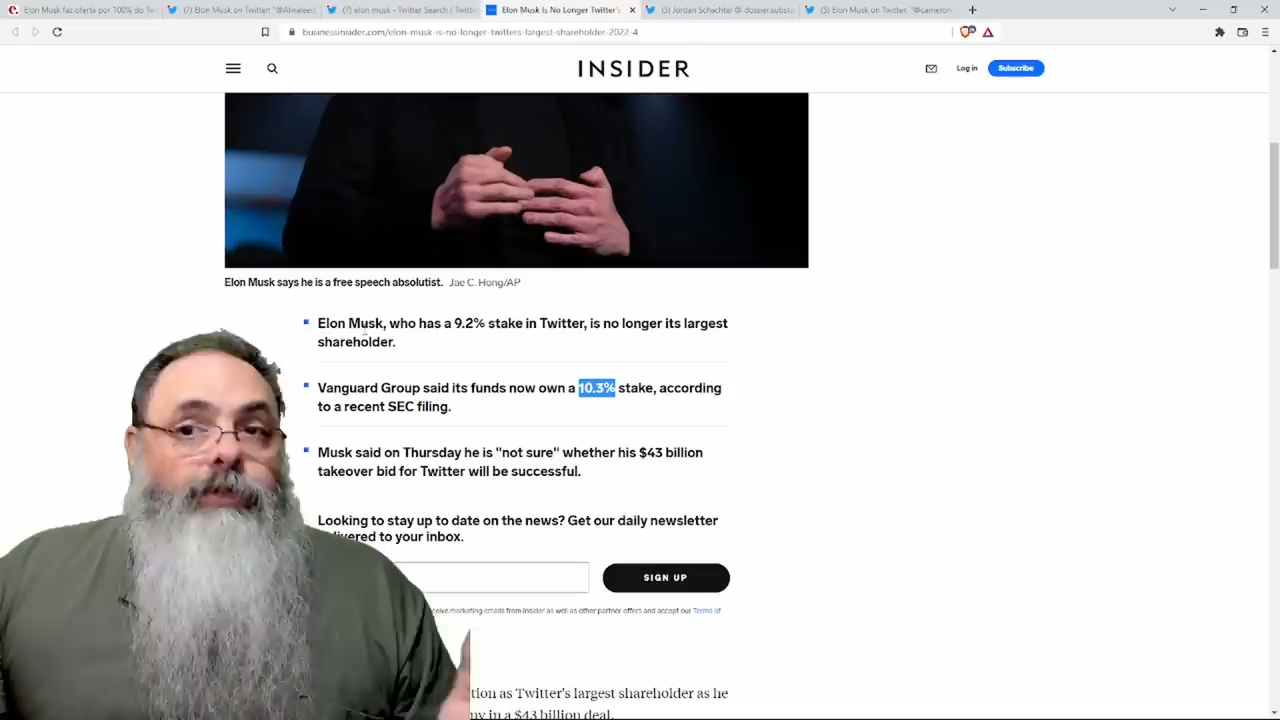 Elon Musk faz oferta por 100% do Tw
(7) Elon Musk on Twitter: "@Alwaleed
(7) elon musk - Twitter Search / Twitte
Elon Musk Is No Longer Twitter's
(5) Jordan Schachtel @ dossier.substa
(5) Elon Musk on Twitter: "@cameron
businessinsider.com/elon-musk-is-no-longer-twitters-largest-shareholder-2022-4
INSIDER
Log in
Subscribe
Elon Musk says he is a free speech absolutist. Jae C. Hong/AP
Elon Musk, who has a 9.2% stake in Twitter, is no longer its largest
shareholder.
Vanguard Group said its funds now own a 10.3% stake, according
to a recent SEC filing.
Musk said on Thursday he is "not sure" whether his $43 billion
takeover bid for Twitter will be successful.
Looking to stay up to date on the news? Get our daily newsletter
livered to your inbox.
SIGN UP
ceive marketing emails from Insider as well as other partner offers and accept our Terms of
tion as Twitter's largest shareholder as he
ny in a $43 billion deal.